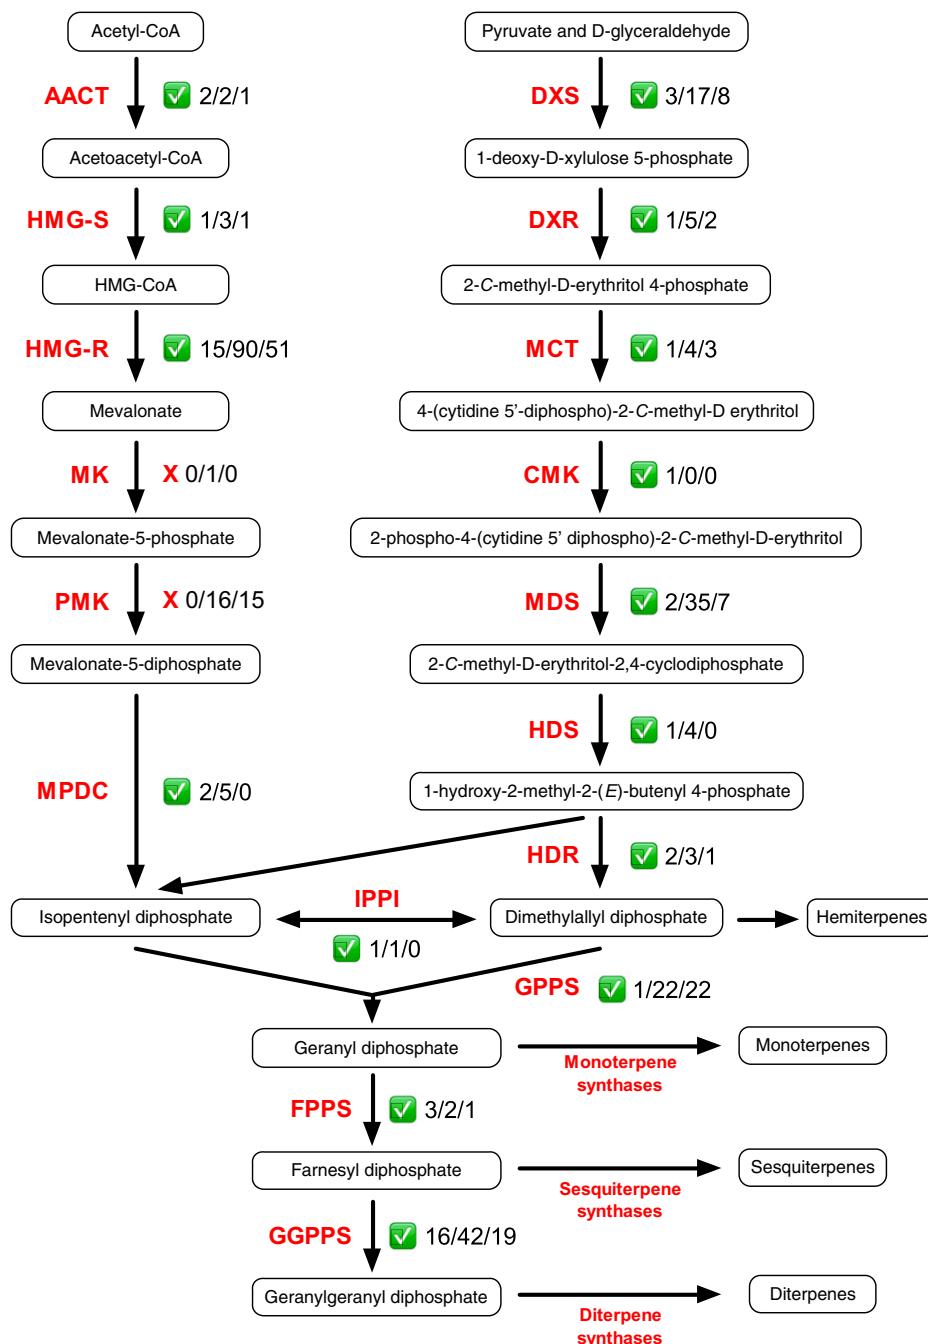 Acetyl-CoA
Pyruvate and D-glyceraldehyde
AACT ✅ 2/2/1
DXS ✅ 3/17/8
Acetoacetyl-CoA
1-deoxy-D-xylulose 5-phosphate
HMG-S ✅ 1/3/1
DXR ✅ 1/5/2
HMG-CoA
2-C-methyl-D-erythritol 4-phosphate
HMG-R ✅ 15/90/51
MCT ✅ 1/4/3
Mevalonate
4-(cytidine 5'-diphospho)-2-C-methyl-D erythritol
MK X 0/1/0
CMK ✅ 1/0/0
Mevalonate-5-phosphate
2-phospho-4-(cytidine 5' diphospho)-2-C-methyl-D-erythritol
PMK X 0/16/15
MDS ✅ 2/35/7
Mevalonate-5-diphosphate
2-C-methyl-D-erythritol-2,4-cyclodiphosphate
HDS ✅ 1/4/0
MPDC ✅ 2/5/0
1-hydroxy-2-methyl-2-(E)-butenyl 4-phosphate
HDR ✅ 2/3/1
IPPI
Isopentenyl diphosphate
Dimethylallyl diphosphate
Hemiterpenes
✅ 1/1/0
GPPS ✅ 1/22/22
Geranyl diphosphate
Monoterpenes
Monoterpene
synthases
FPPS ✅ 3/2/1
Farnesyl diphosphate
Sesquiterpenes
Sesquiterpene
synthases
GGPPS ✅ 16/42/19
Geranylgeranyl diphosphate
Diterpenes
Diterpene
synthases